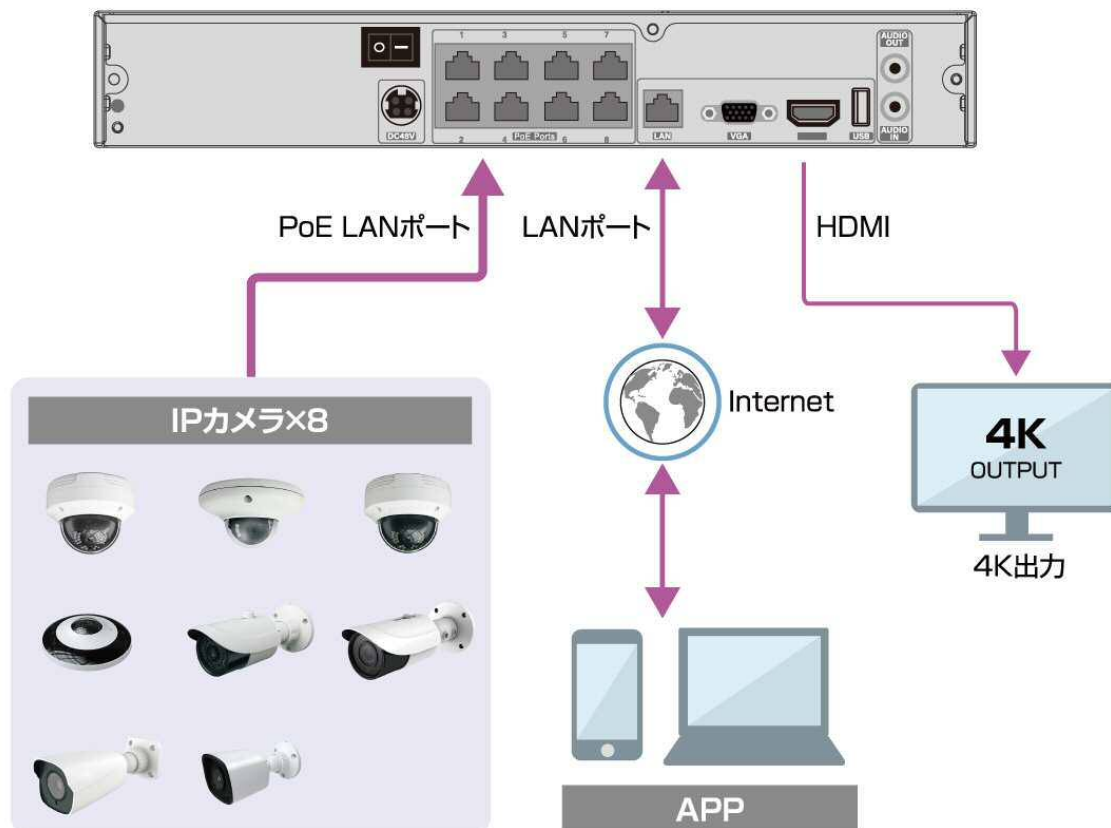 1 3 5 7
AUDIO OUT
DC48V
2 4 PoE Ports 6 8
LAN
VGA
USB
AUDIO IN
PoE LANポート
LANポート
HDMI
IPカメラ×8
Internet
4K
OUTPUT
4K出力
APP